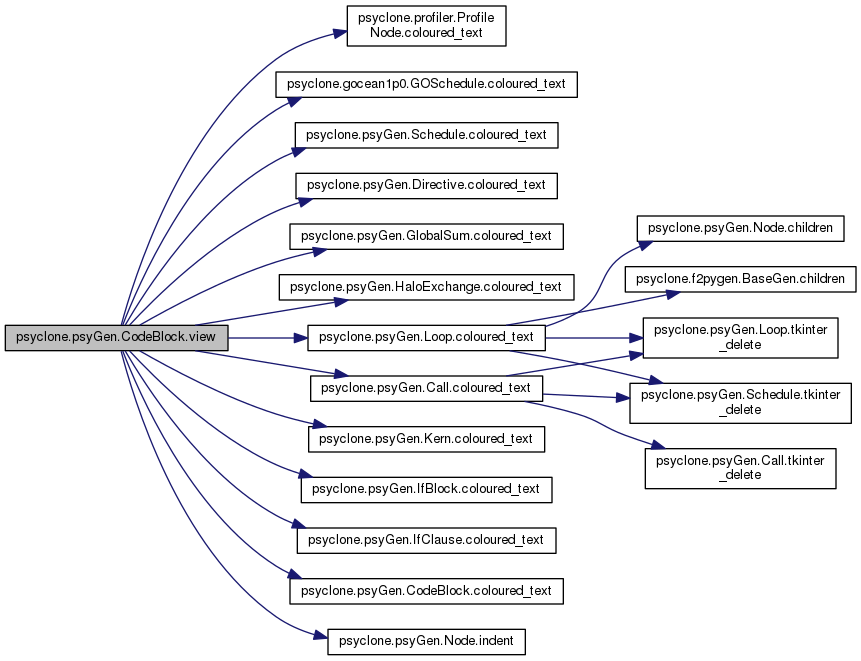 psyclone.psyGen.CodeBlock.view
psyclone.profiler.Profile
Node.coloured_text
psyclone.gocean1p0.GOSchedule.coloured_text
psyclone.psyGen.Schedule.coloured_text
psyclone.psyGen.Directive.coloured_text
psyclone.psyGen.GlobalSum.coloured_text
psyclone.psyGen.HaloExchange.coloured_text
psyclone.psyGen.Loop.coloured_text
psyclone.psyGen.Call.coloured_text
psyclone.psyGen.Kern.coloured_text
psyclone.psyGen.IfBlock.coloured_text
psyclone.psyGen.IfClause.coloured_text
psyclone.psyGen.CodeBlock.coloured_text
psyclone.psyGen.Node.indent
psyclone.psyGen.Node.children
psyclone.f2pygen.BaseGen.children
psyclone.psyGen.Loop.tkinter
_delete
psyclone.psyGen.Schedule.tkinter
_delete
psyclone.psyGen.Call.tkinter
_delete